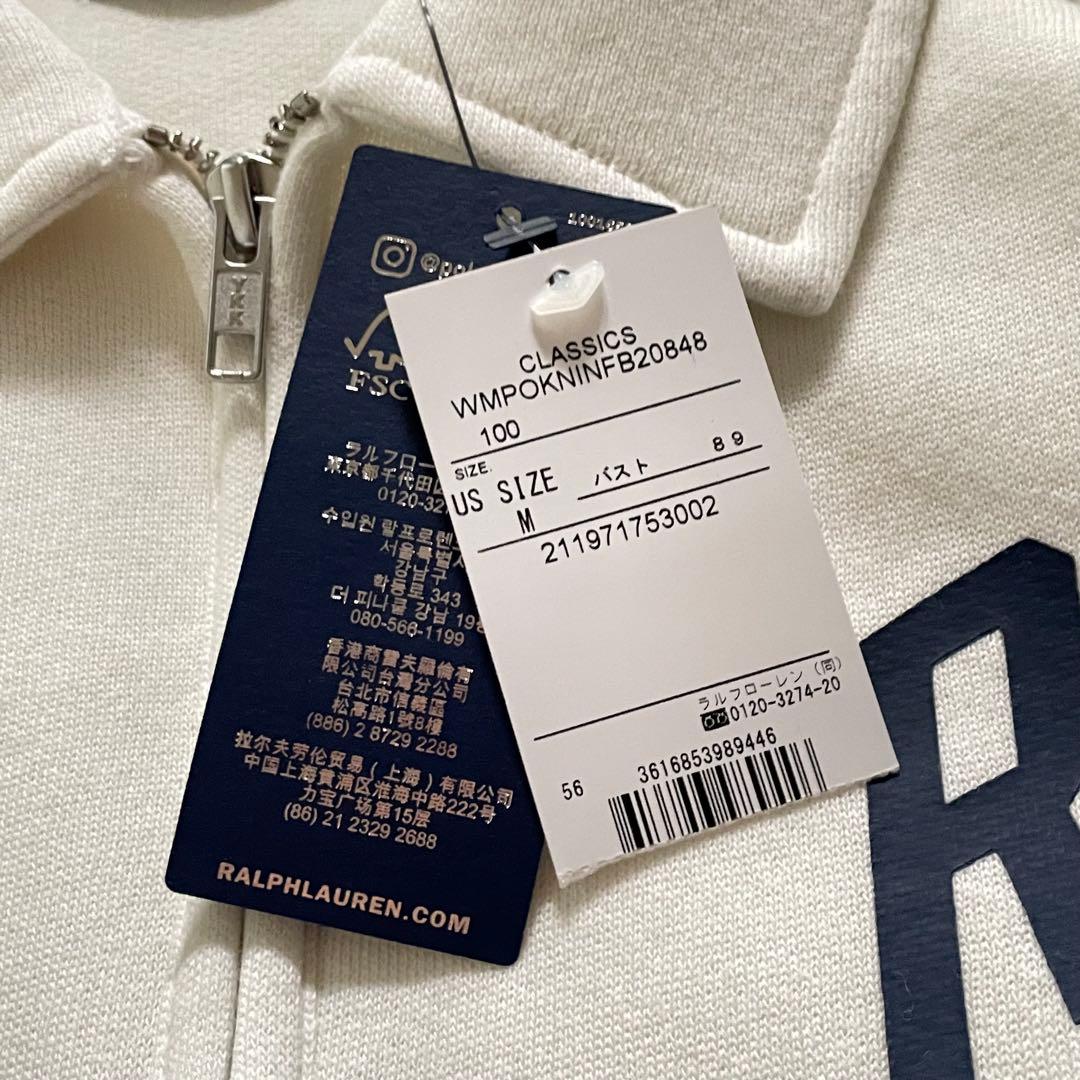 YKK
FSC
ラルフローレ
東京都千代田区
0120-32
수입원 랄프로렌
서울특별시
강남구
학동로 343
더 피나클 강남 19
080-566-1199
香港商雷夫羅倫有
限公司台灣分公司
台北市信義區
松高路1號8樓
(886) 2 8729 2288
拉尔夫劳伦贸易(上海)有限公司
中国上海黄浦区淮海中路222号
力宝广场第15层
(86) 21 2329 2688
RALPHLAUREN.COM
CLASSICS
WMPOKNINFB20848
100
SIZE.
US SIZE
M
バスト 89
211971753002
ラルフローレン (同)
0120-3274-20
56
3616853989446
R